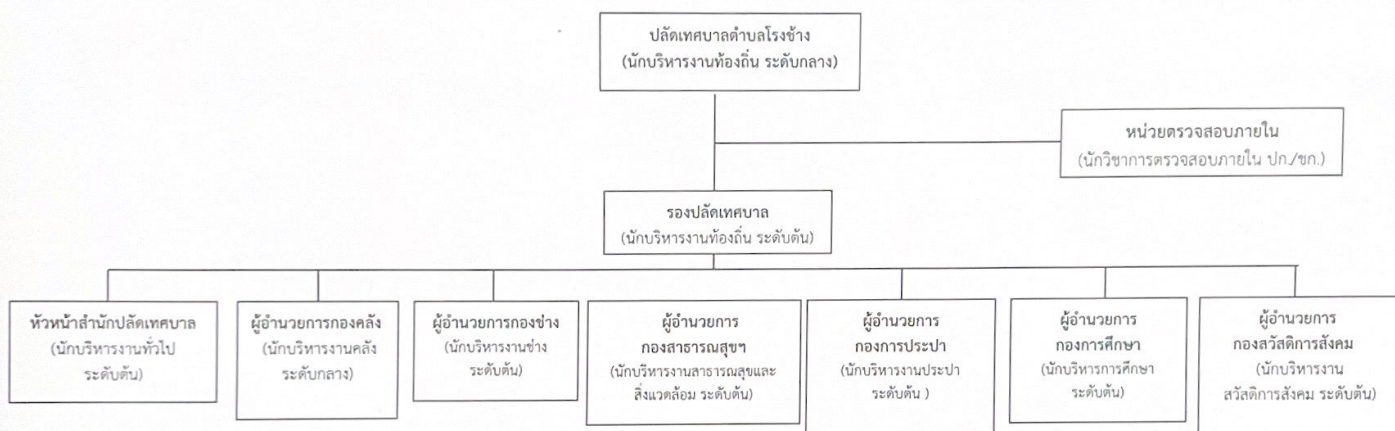 ปลัดเทศบาลตำบลโรงช้าง
(นักบริหารงานท้องถิ่น ระดับกลาง)
หน่วยตรวจสอบภายใน
(นักวิชาการตรวจสอบภายใน ปก./ชก.)
รองปลัดเทศบาล
(นักบริหารงานท้องถิ่น ระดับต้น)
หัวหน้าสำนักปลัดเทศบาล
(นักบริหารงานทั่วไป
ระดับต้น)
ผู้อำนวยการกองคลัง
(นักบริหารงานคลัง
ระดับกลาง)
ผู้อำนวยการกองช่าง
(นักบริหารงานช่าง
ระดับต้น)
ผู้อำนวยการ
กองสาธารณสุขฯ
(นักบริหารงานสาธารณสุขและ
สิ่งแวดล้อม ระดับต้น)
ผู้อำนวยการ
กองการประปา
(นักบริหารงานประปา
ระดับต้น )
ผู้อำนวยการ
กองการศึกษา
(นักบริหารการศึกษา
ระดับต้น)
ผู้อำนวยการ
กองสวัสดิการสังคม
(นักบริหารงาน
สวัสดิการสังคม ระดับต้น)